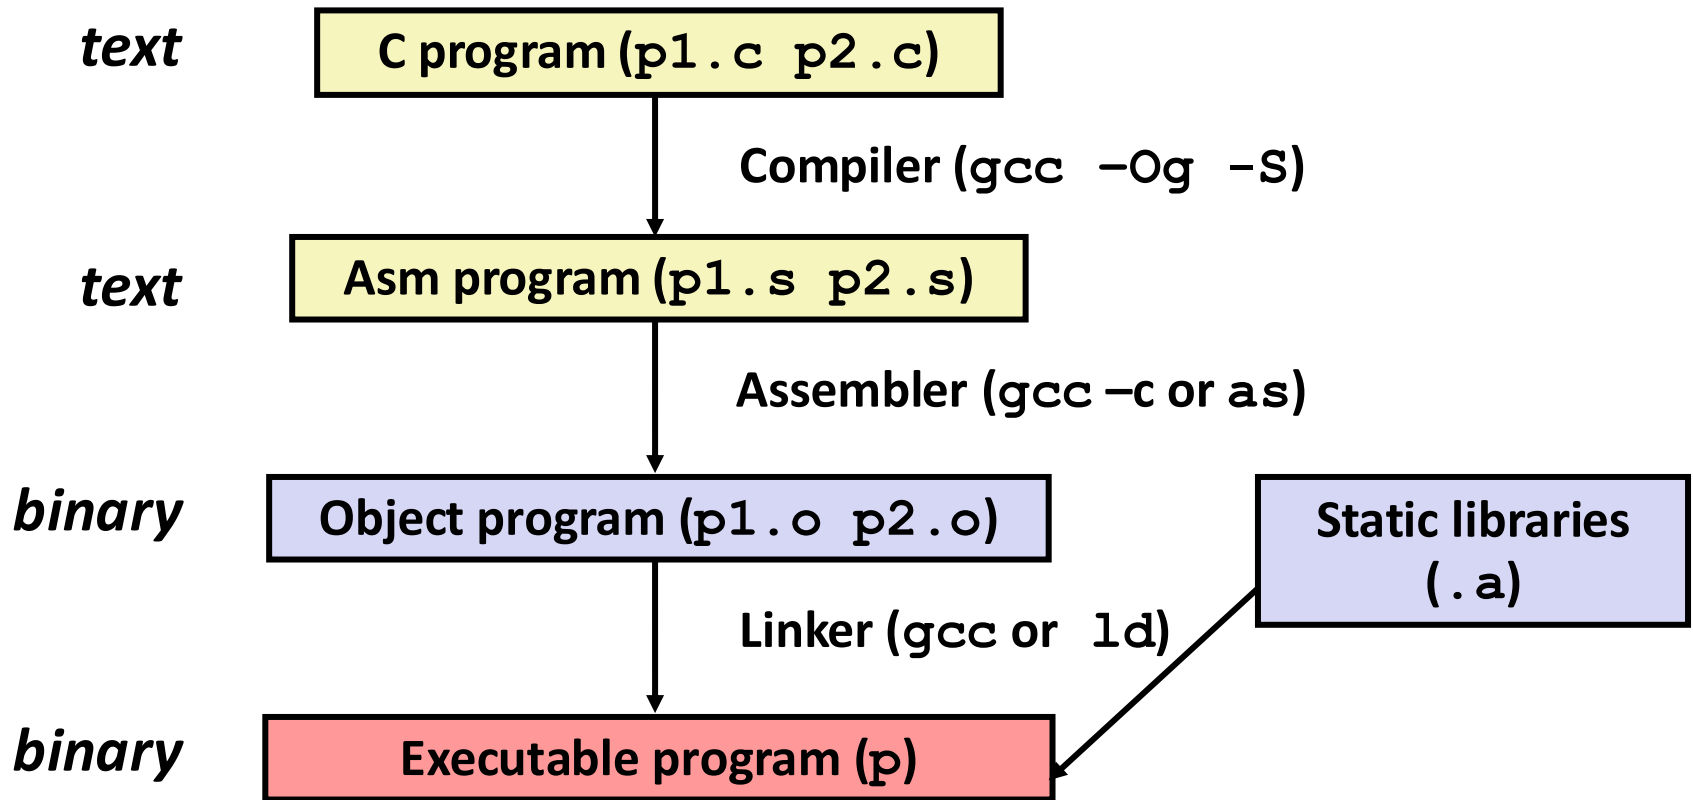 text
C program (p1.c p2.c)
Compiler (gcc –Og -S)
text
Asm program (p1.s p2.s)
Assembler (gcc –c or as)
binary
Object program (p1.o p2.o)
Static libraries
(.a)
Linker (gcc or ld)
binary
Executable program (p)